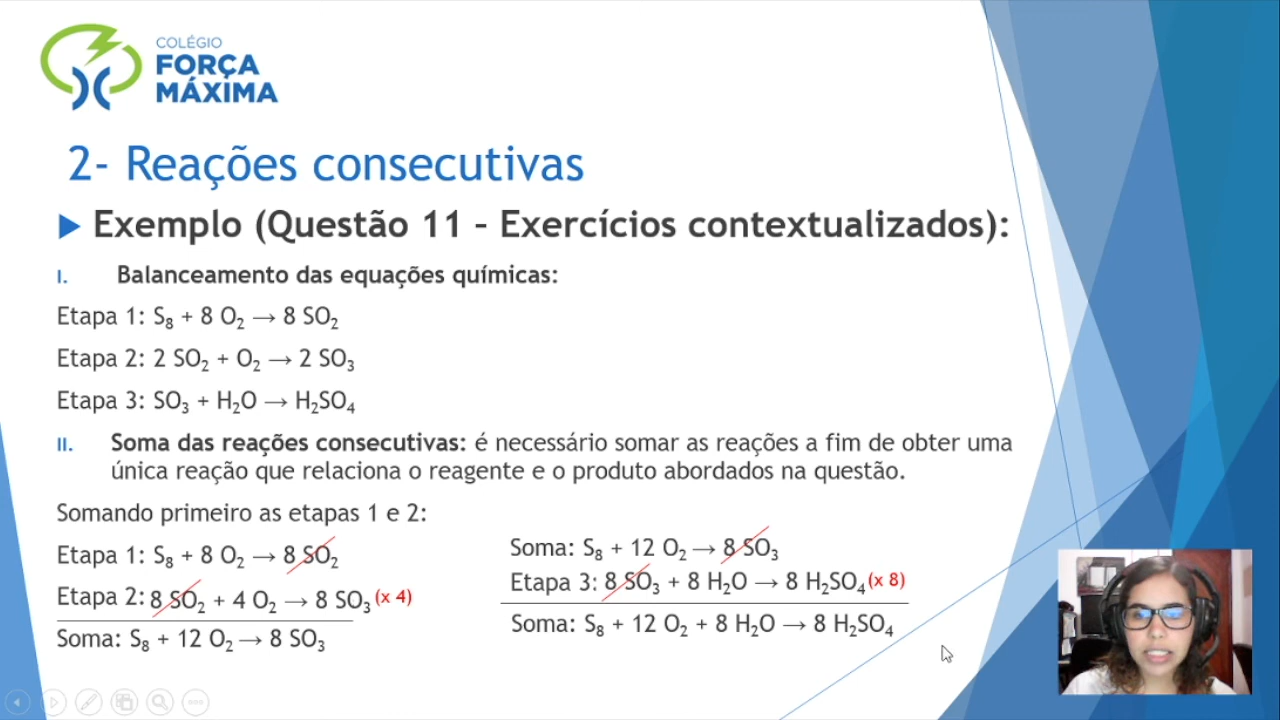 COLÉGIO
FORÇA
MÁXIMA
2- Reações consecutivas
Exemplo (Questão 11 – Exercícios contextualizados):
I. Balanceamento das equações químicas:
Etapa 1: S₈ + 8 O₂ → 8 SO₂
Etapa 2: 2 SO₂ + O₂ → 2 SO₃
Etapa 3: SO₃ + H₂O → H₂SO₄
II. Soma das reações consecutivas: é necessário somar as reações a fim de obter uma
única reação que relaciona o reagente e o produto abordados na questão.
Somando primeiro as etapas 1 e 2:
Etapa 1: S₈ + 8 O₂ → 8 SO₂
Etapa 2: 8 SO₂ + 4 O₂ → 8 SO₃ (x 4)
Soma: S₈ + 12 O₂ → 8 SO₃
Soma: S₈ + 12 O₂ → 8 SO₃
Etapa 3: 8 SO₃ + 8 H₂O → 8 H₂SO₄ (x 8)
Soma: S₈ + 12 O₂ + 8 H₂O → 8 H₂SO₄